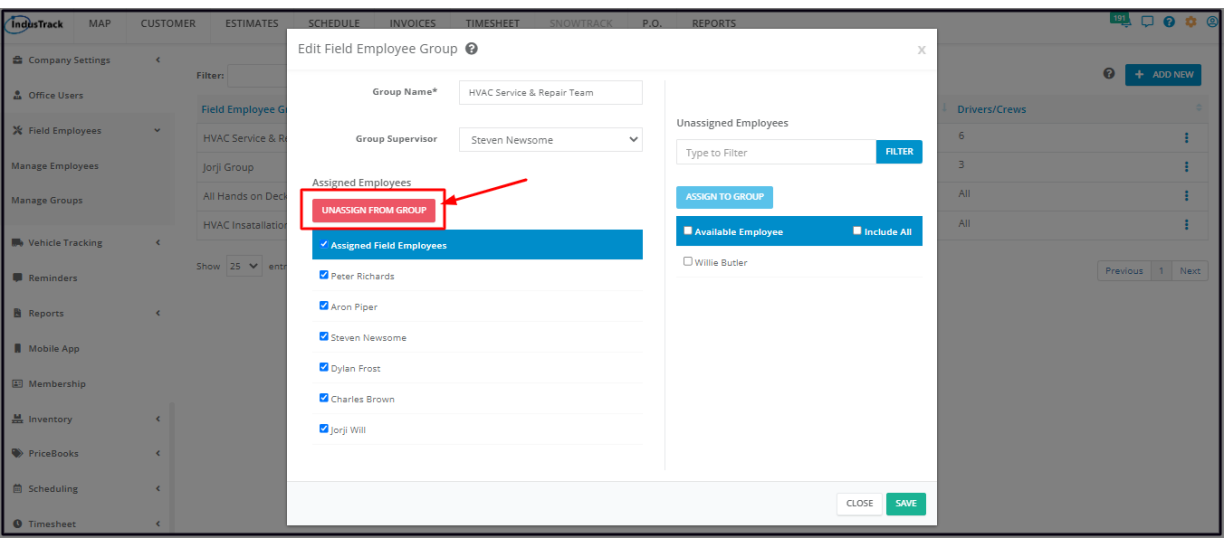 IndusTrack MAP CUSTOMER ESTIMATES SCHEDULE INVOICES TIMESHEET SNOWTRACK P.O. REPORTS 191
Edit Field Employee Group
X
Company Settings
Office Users
Field Employees
Manage Employees
Manage Groups
Vehicle Tracking
Reminders
Reports
Mobile App
Membership
Inventory
PriceBooks
Scheduling
Timesheet
Filter:
+ ADD NEW
Field Employee G
Drivers/Crews
HVAC Service & Re
6
Jorji Group
3
All Hands on Deck
All
HVAC Insatallation
All
Show 25 entr
Previous 1 Next
Group Name*
HVAC Service & Repair Team
Group Supervisor
Steven Newsome
Assigned Employees
UNASSIGN FROM GROUP
Assigned Field Employees
Peter Richards
Aron Piper
Steven Newsome
Dylan Frost
Charles Brown
Jorji Will
Unassigned Employees
Type to Filter
FILTER
ASSIGN TO GROUP
Available Employee
Include All
Willie Butler
CLOSE
SAVE